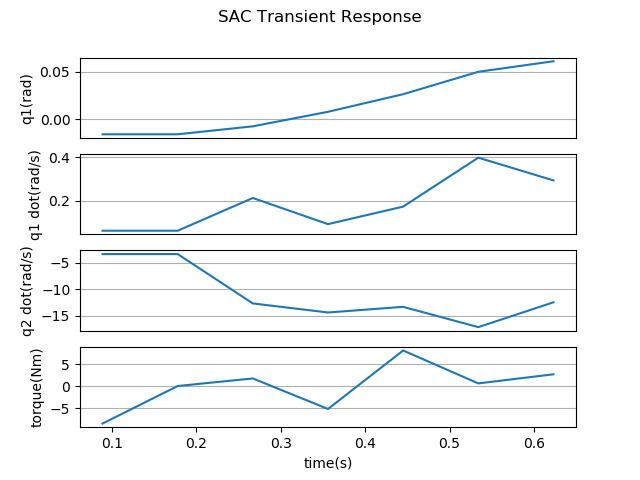 SAC Transient Response
0.05
0.00
q1(rad)
0.4
0.2
q1 dot(rad/s)
−5
−10
−15
q2 dot(rad/s)
5
0
−5
torque(Nm)
0.1 0.2 0.3 0.4 0.5 0.6
time(s)